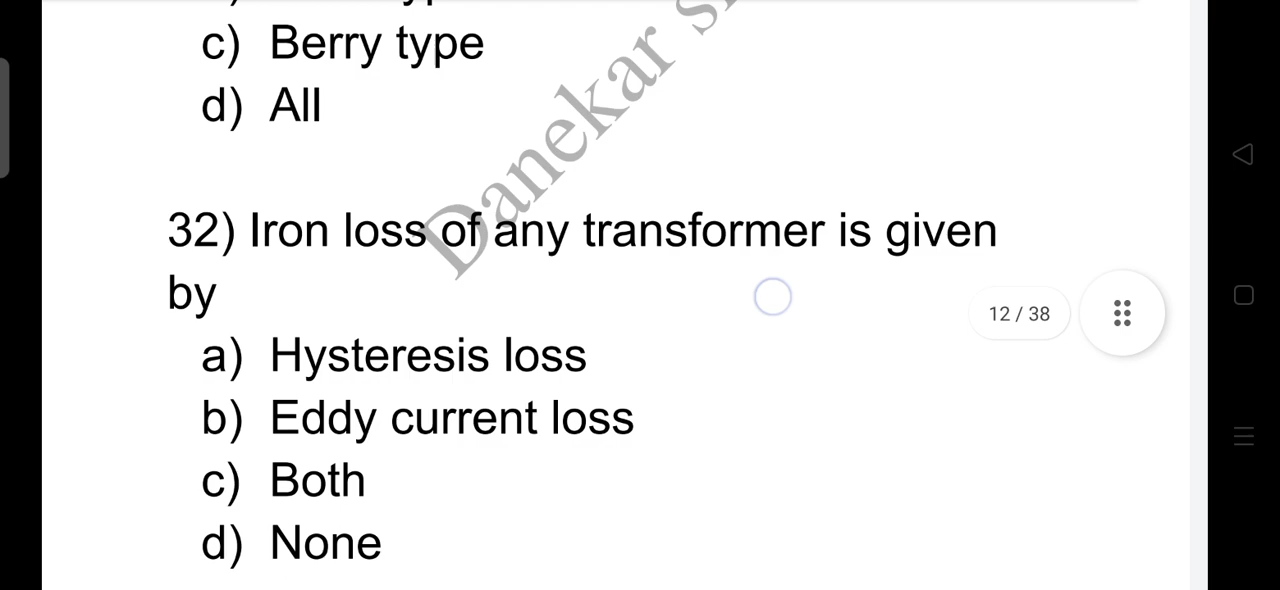 c) Berry type
d) All
Danekar
32) Iron loss of any transformer is given
by
12 / 38
a) Hysteresis loss
b) Eddy current loss
c) Both
d) None